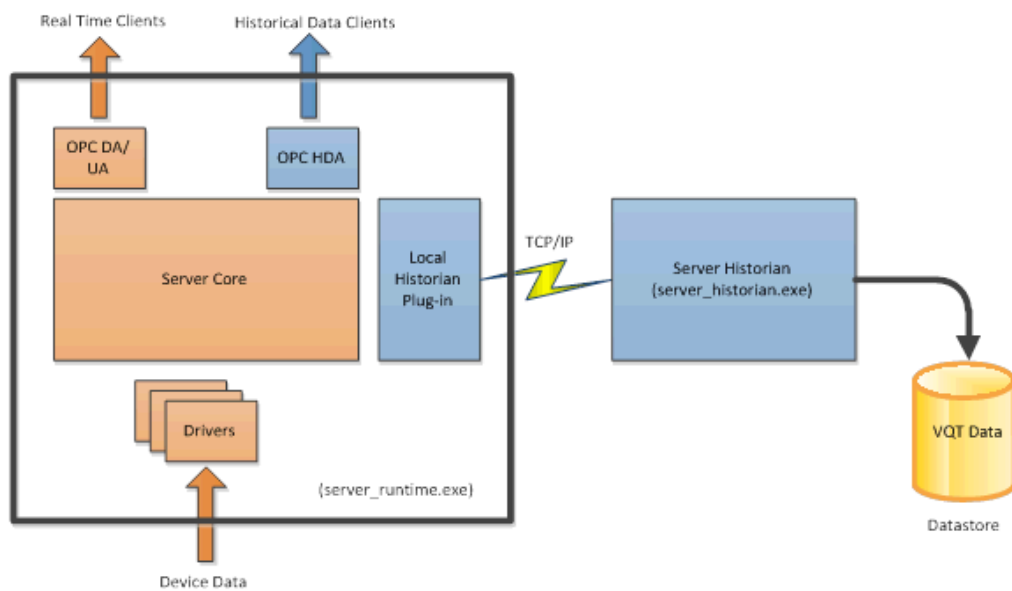 Real Time Clients
Historical Data Clients
OPC DA/
UA
OPC HDA
Server Core
Local
Historian
Plug-in
TCP/IP
Server Historian
(server_historian.exe)
VQT Data
Drivers
(server_runtime.exe)
Datastore
Device Data